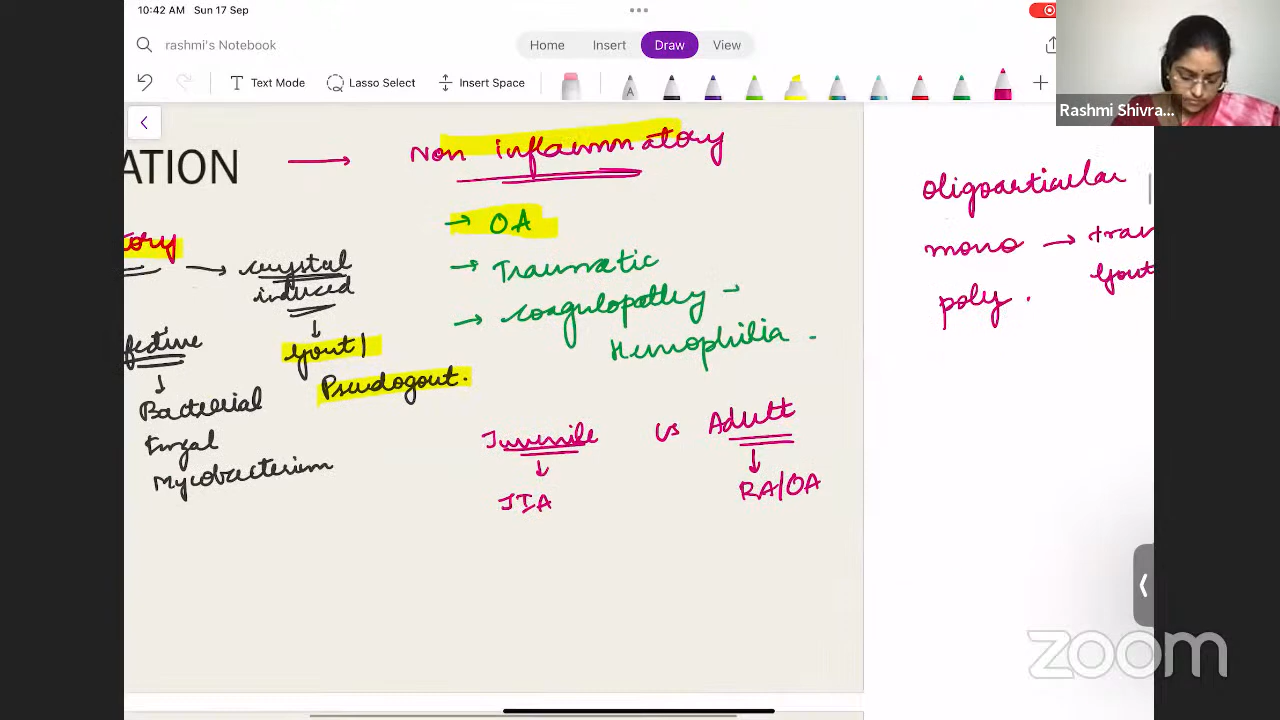 10:42 AM Sun 17 Sep
rashmi's Notebook
Home Insert Draw View
Text Mode Lasso Select Insert Space
Rashmi Shivra...
ATION → Non inflammatory
tory → crystal
induced
↓
Gout/
Pseudogout.
fective
↓
Bacterial
Fungal
Mycobacterium
→ OA
→ Traumatic
→ Coagulopathy →
Hemophilia.
Juvenile vs Adult
↓ ↓
JIA RA/OA
oligoarticular
mono → trau
Gout
poly.
zoom